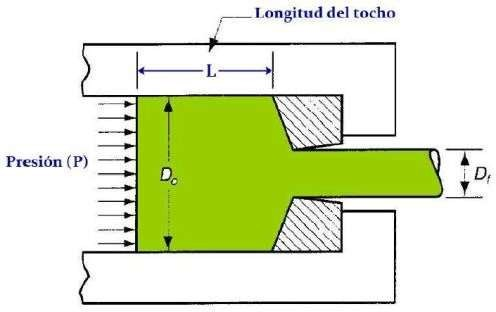 Longitud del tocho
L
Presión (P)
Do
Df